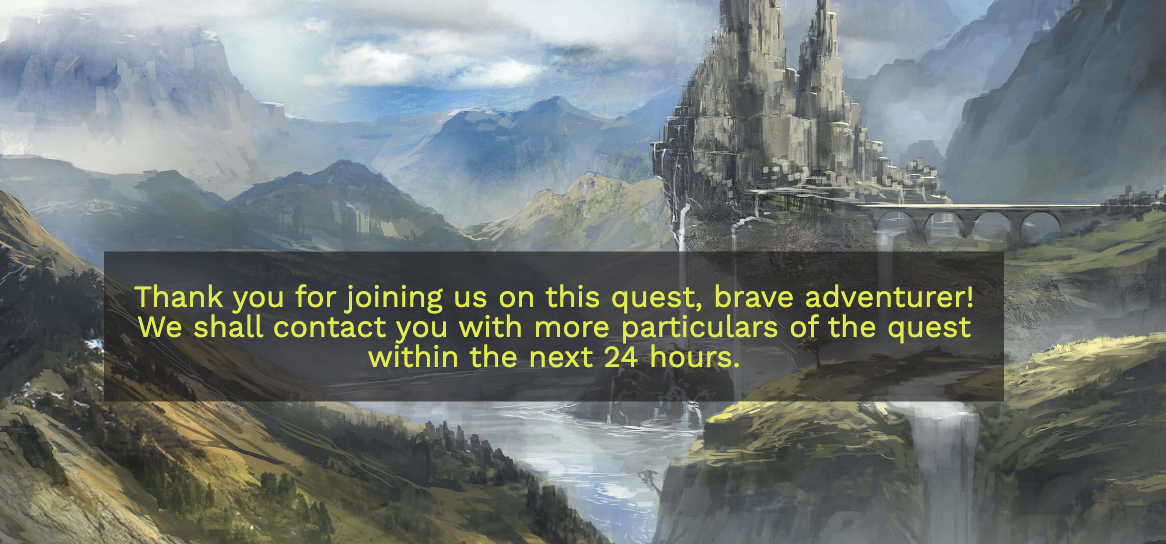 Thank you for joining us on this quest, brave adventurer!
We shall contact you with more particulars of the quest
within the next 24 hours.